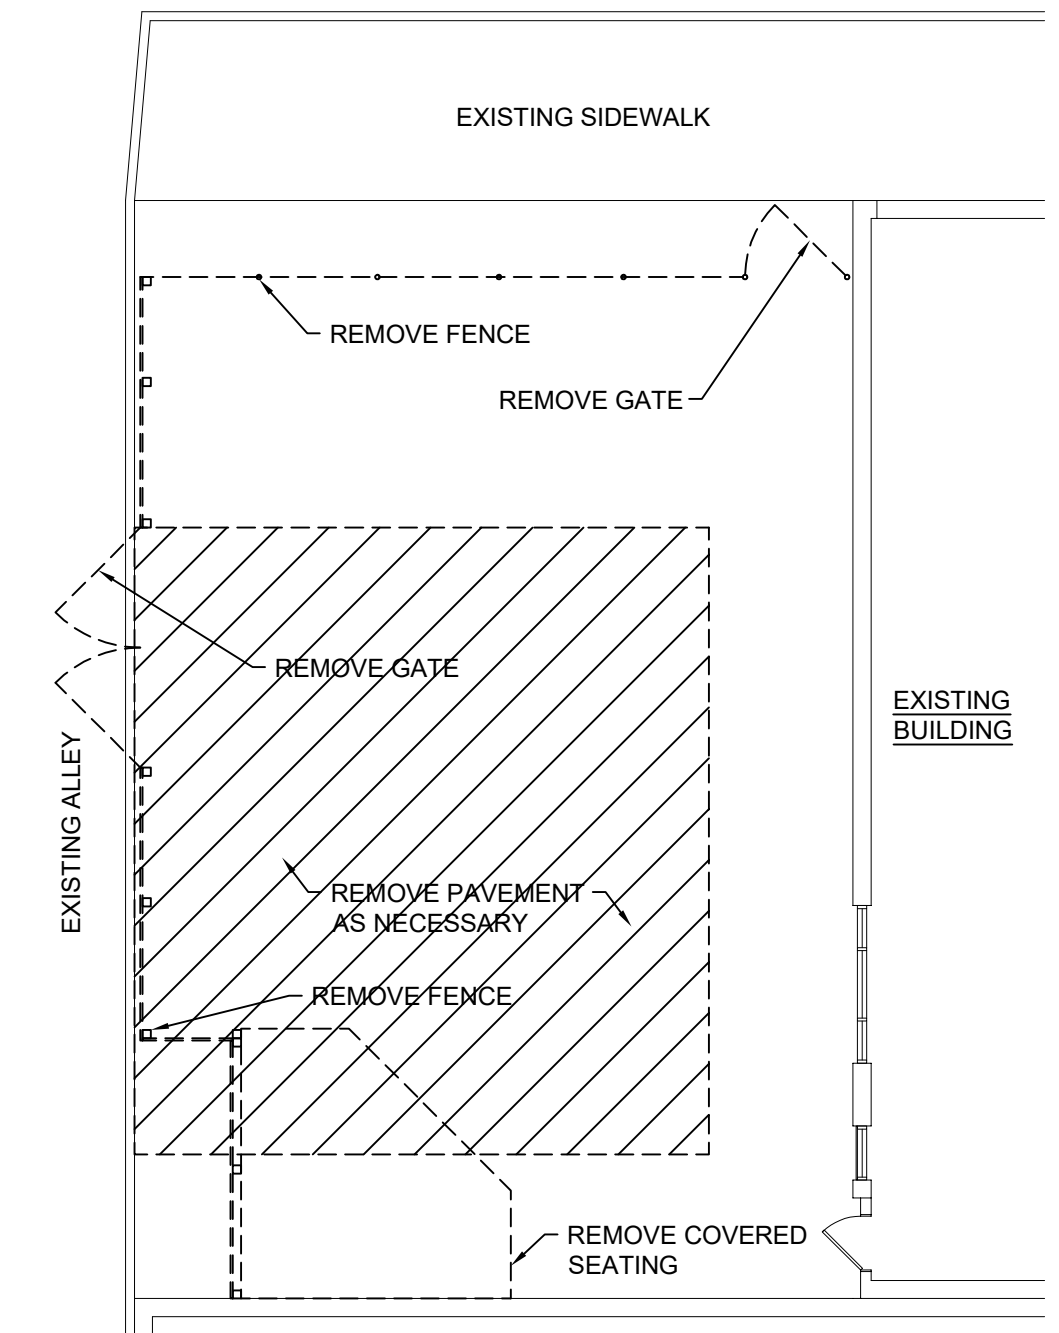 EXISTING SIDEWALK
REMOVE FENCE
REMOVE GATE
REMOVE GATE
EXISTING
BUILDING
EXISTING ALLEY
REMOVE PAVEMENT
AS NECESSARY
REMOVE FENCE
REMOVE COVERED
SEATING